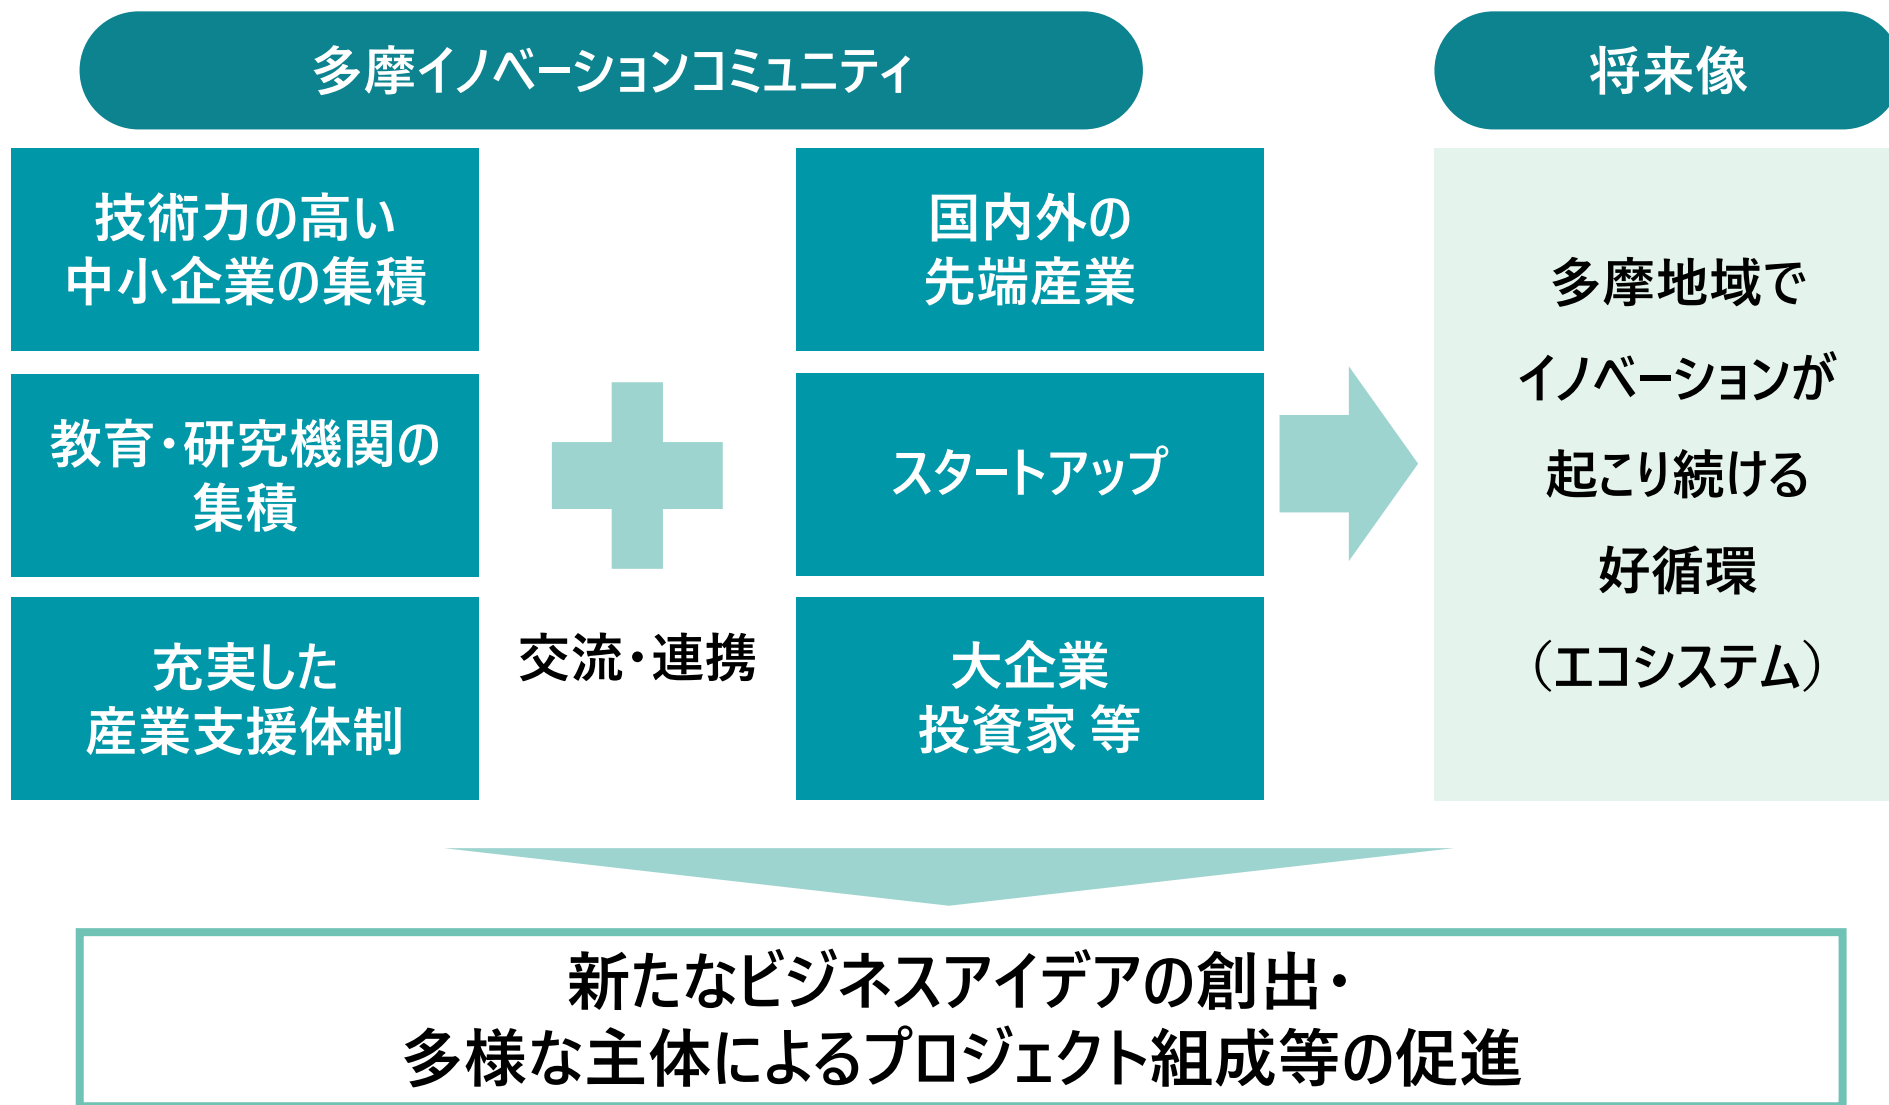 多摩イノベーションコミュニティ
将来像
技術力の高い
中小企業の集積
教育・研究機関の
集積
充実した
産業支援体制
交流・連携
国内外の
先端産業
スタートアップ
大企業
投資家 等
多摩地域で
イノベーションが
起こり続ける
好循環
（エコシステム）
新たなビジネスアイデアの創出・
多様な主体によるプロジェクト組成等の促進